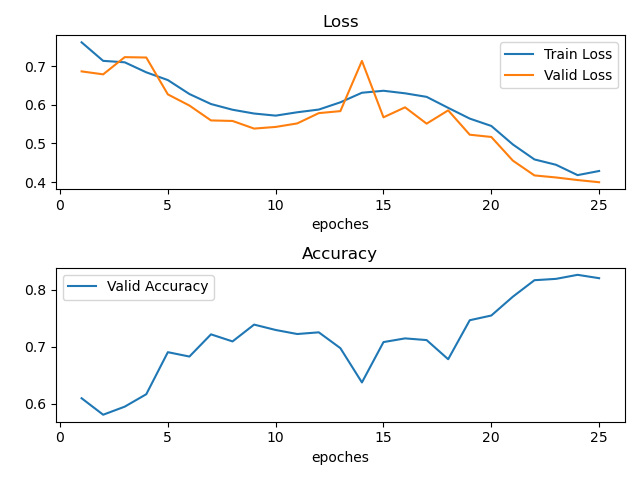 Loss
0.7
0.6
0.5
0.4
Train Loss
Valid Loss
0 5 10 15 20 25
epoches
Accuracy
0.8
0.7
0.6
Valid Accuracy
0 5 10 15 20 25
epoches